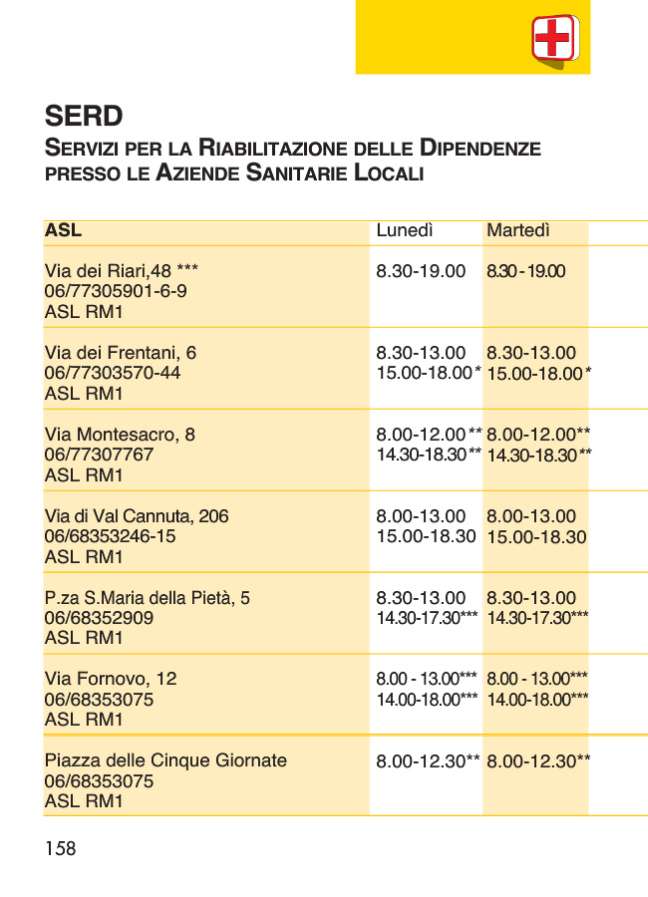 SERD
SERVIZI PER LA RIABILITAZIONE DELLE DIPENDENZE
PRESSO LE AZIENDE SANITARIE LOCALI
ASL Lunedì Martedì
Via dei Riari,48 *** 8.30-19.00 8.30 - 19.00
06/77305901-6-9
ASL RM1
Via dei Frentani, 6 8.30-13.00 8.30-13.00
06/77303570-44 15.00-18.00* 15.00-18.00*
ASL RM1
Via Montesacro, 8 8.00-12.00** 8.00-12.00**
06/77307767 14.30-18.30** 14.30-18.30**
ASL RM1
Via di Val Cannuta, 206 8.00-13.00 8.00-13.00
06/68353246-15 15.00-18.30 15.00-18.30
ASL RM1
P.za S.Maria della Pietà, 5 8.30-13.00 8.30-13.00
06/68352909 14.30-17.30*** 14.30-17.30***
ASL RM1
Via Fornovo, 12 8.00 - 13.00*** 8.00 - 13.00***
06/68353075 14.00-18.00*** 14.00-18.00***
ASL RM1
Piazza delle Cinque Giornate 8.00-12.30** 8.00-12.30**
06/68353075
ASL RM1
158